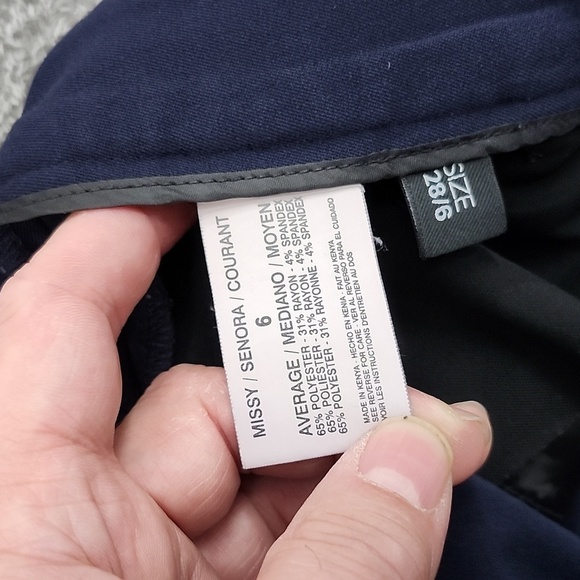 MISSY / SENORA / COURANT
6
AVERAGE / MEDIANO / MOYEN
65% POLYESTER - 31% RAYON - 4% SPANDEX
65% POLIESTER - 31% RAYON - 4% SPANDEX
65% POLYESTER - 31% RAYONNE - 4% SPANDEX
MADE IN KENYA - HECHO EN KENIA - FAIT AU KENYA
SEE REVERSE FOR CARE - VER AL REVERSO PARA EL CUIDADO
VOIR LES INSTRUCTIONS D'ENTRETIEN AU DOS
SIZE
28/6